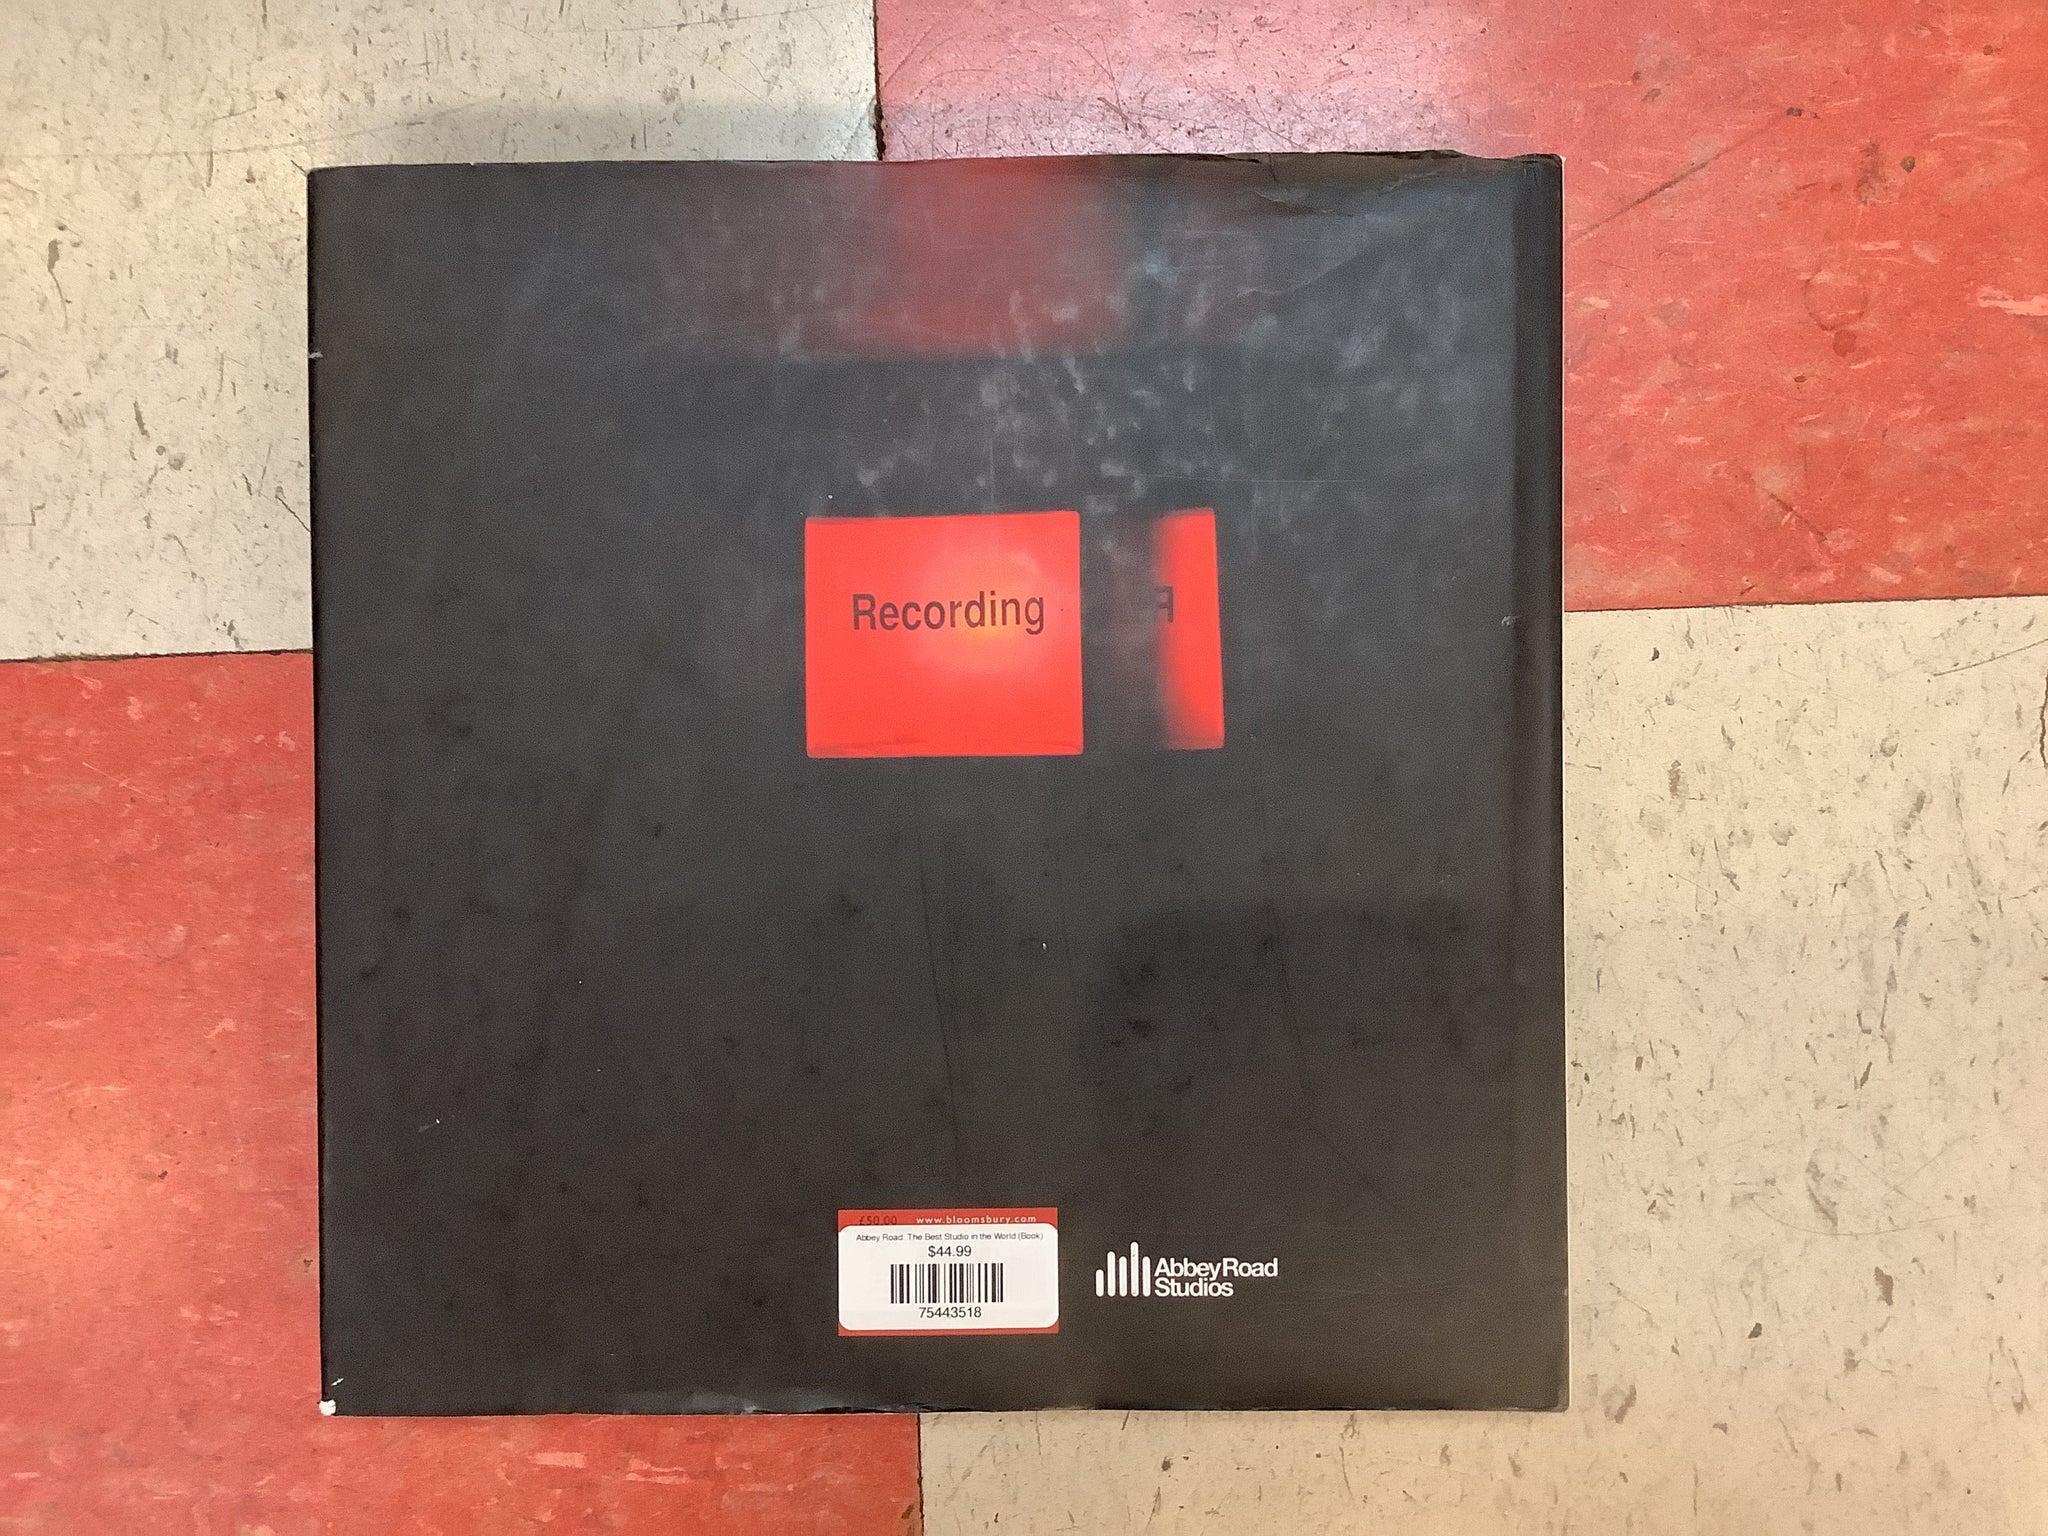 Recording
R
£50.00 www.bloomsbury.com
Abbey Road: The Best Studio in the World (Book)
$44.99
75443518
Abbey Road
Studios